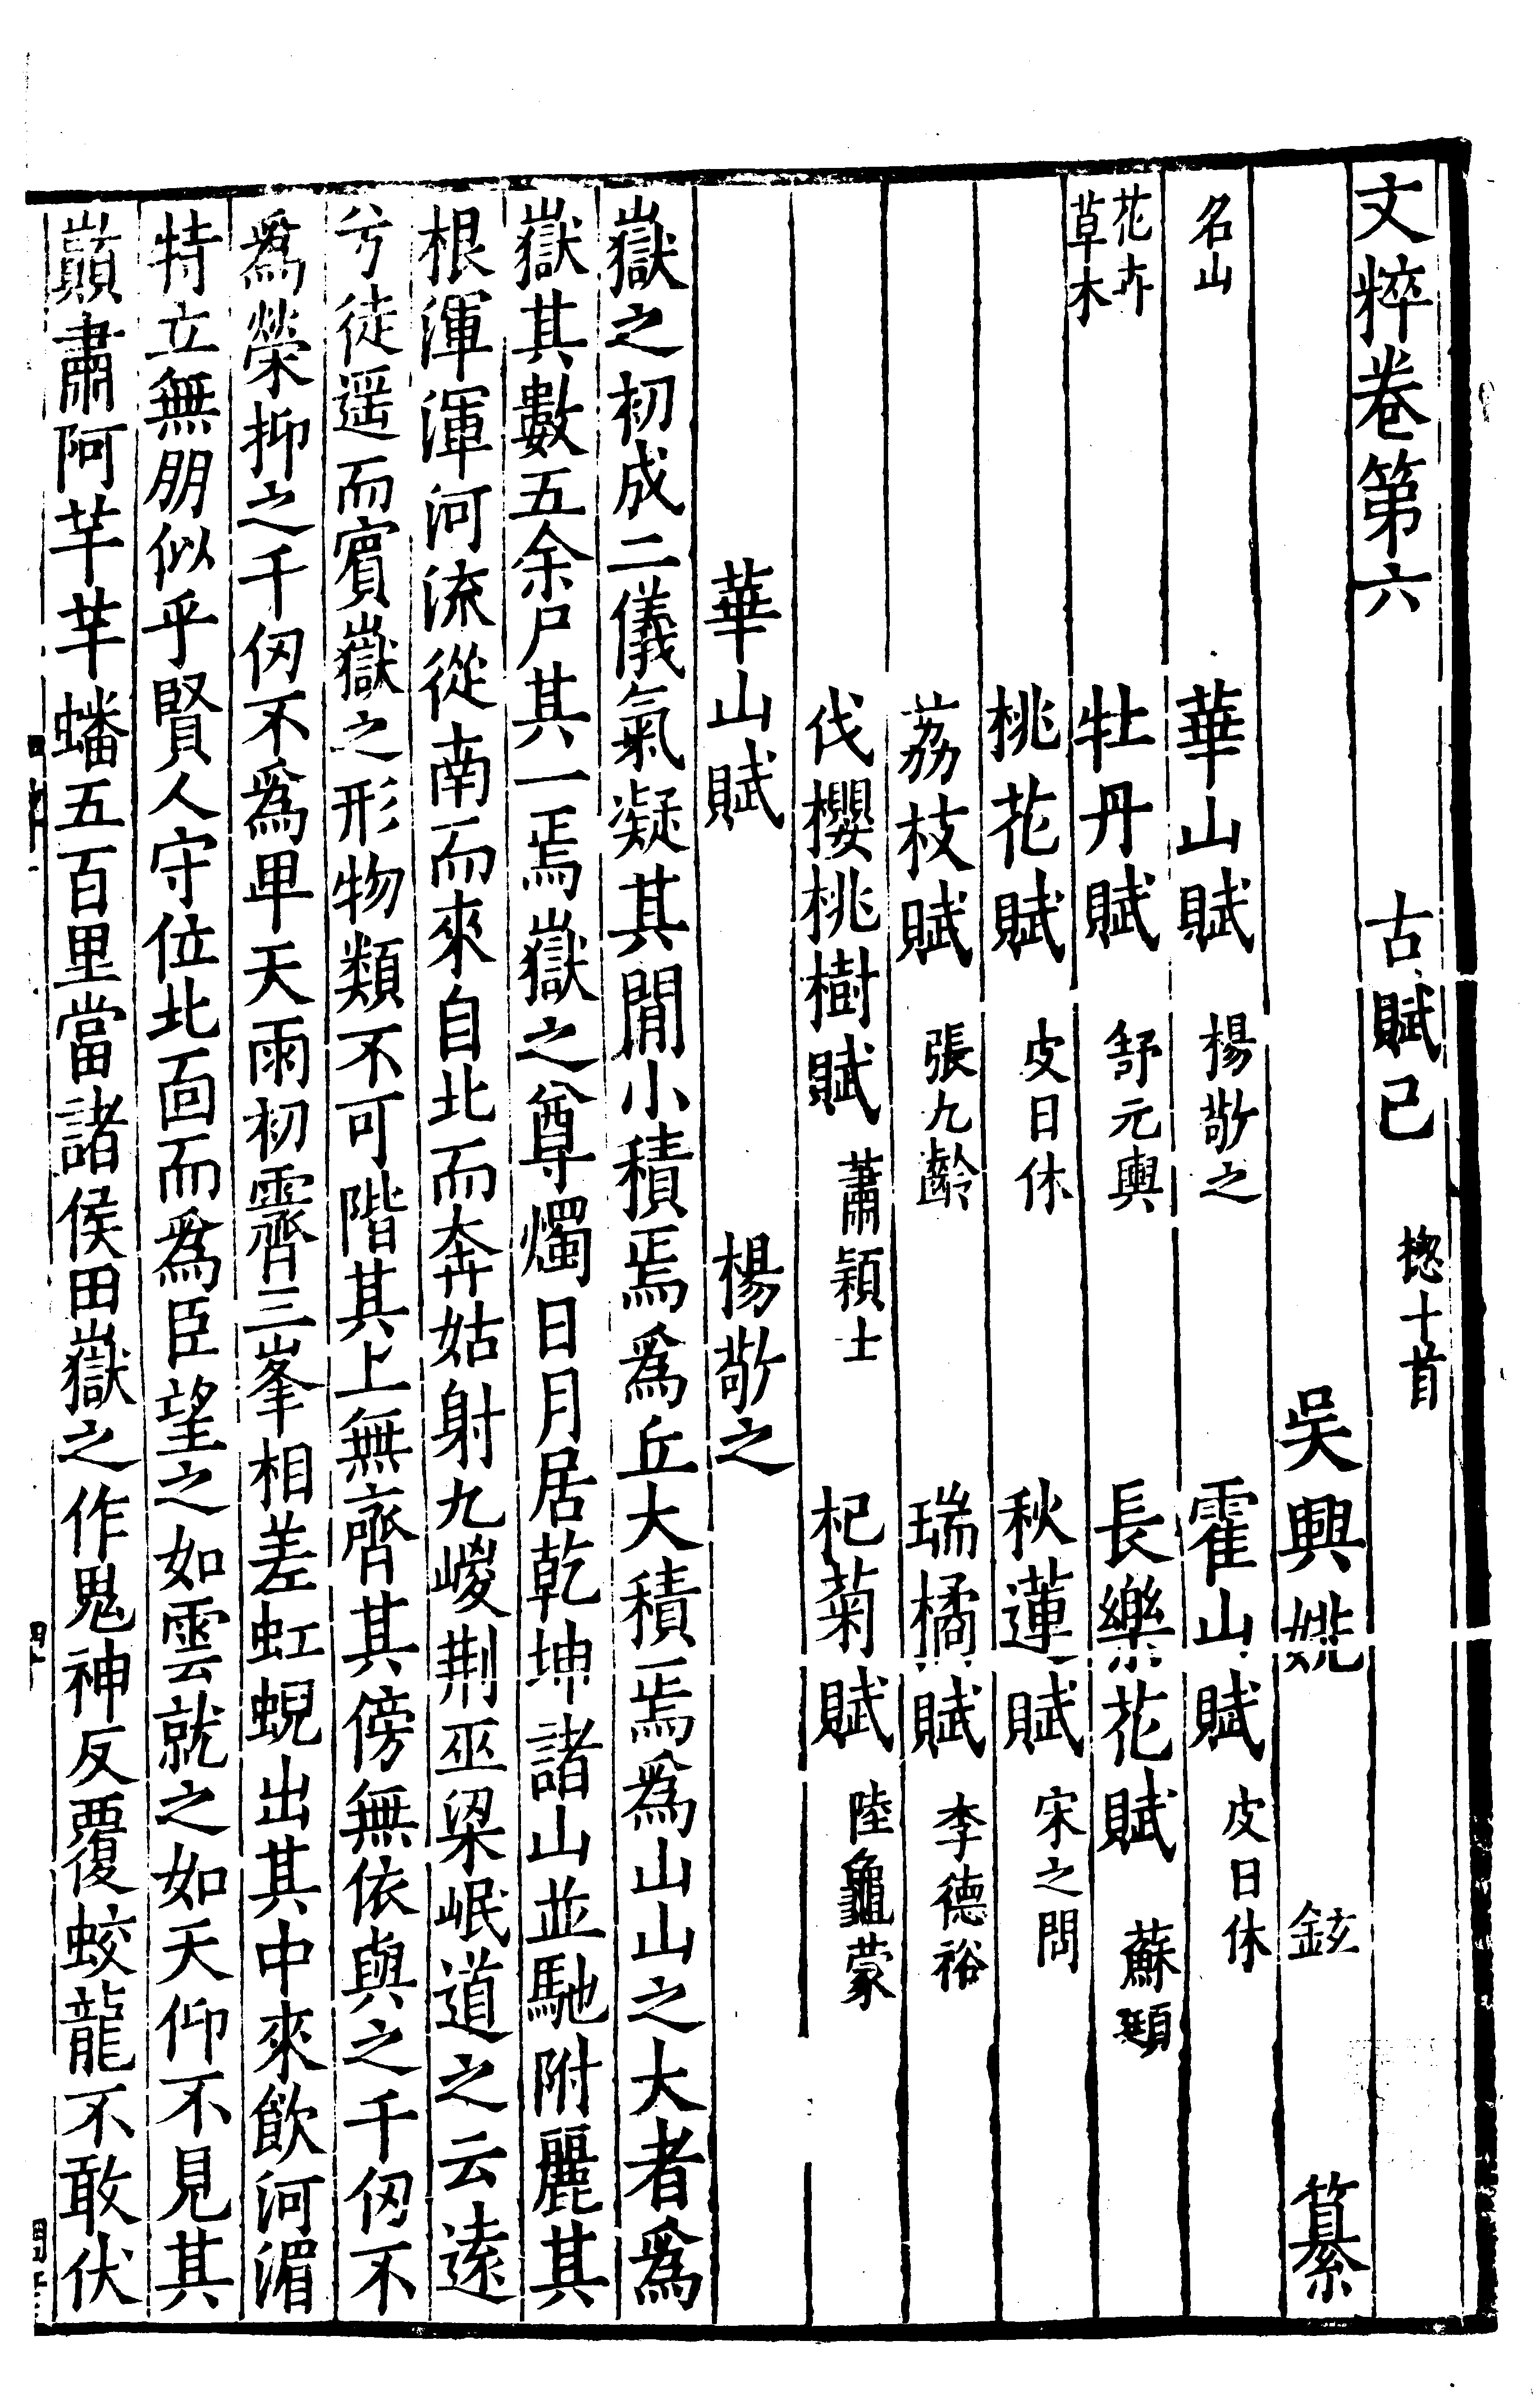 文粹卷第六　古賦己　揔十首
吳興姚　鉉　纂
名山　華山賦　楊敬之　霍山賦　皮日休
花卉草木　牡丹賦　舒元輿　長樂花賦　蘇頲
桃花賦　皮日休　秋蓮賦　宋之問
荔枝賦　張九齡　瑞橘賦　李德裕
伐櫻桃樹賦　蕭穎士　杞菊賦　陸龜蒙
華山賦　楊敬之
嶽之初成二儀氣凝其閒小積焉爲丘大積焉爲山山之大者爲
嶽其數五余尸其一焉嶽之尊燭日月居乾坤諸山並馳附麗其
根渾渾河流從南而來自北而奔姑射九嵕荆巫梁岷道之云遠
兮徒遥而賓嶽之形物類不可階其上無齊其傍無依與之千仞不
爲榮抑之千仞不爲卑天雨初霽三峯相差虹蜺出其中來飲河湄
特立無朋似乎賢人守位北面而爲臣望之如雲就之如天仰不見其
巓肅阿芊芊蟠五百里當諸侯田嶽之作鬼神反覆蛟龍不敢伏